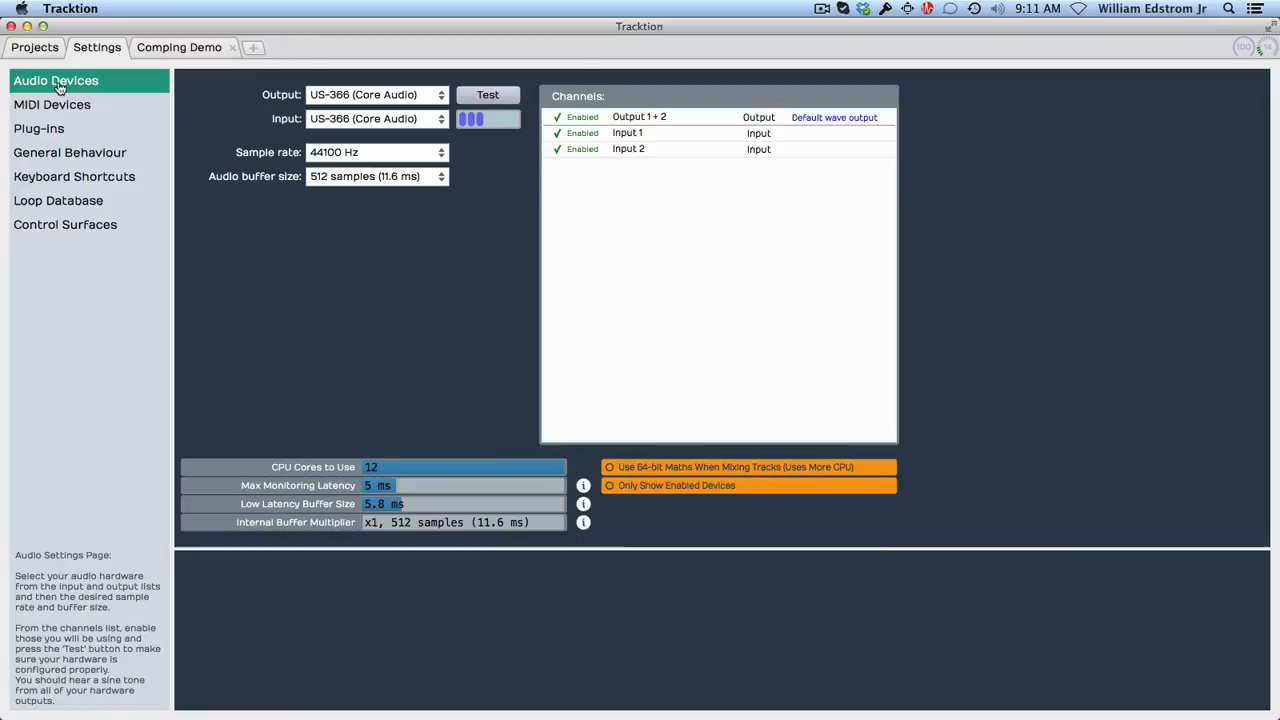 Tracktion
9:11 AM
William Edstrom Jr
Tracktion
Projects
Settings
Comping Demo
100
Audio Devices
MIDI Devices
Plug-ins
General Behaviour
Keyboard Shortcuts
Loop Database
Control Surfaces
Output: US-366 (Core Audio) Test
Input: US-366 (Core Audio)
Sample rate: 44100 Hz
Audio buffer size: 512 samples (11.6 ms)
Channels:
Enabled Output 1 + 2 Output Default wave output
Enabled Input 1 Input
Enabled Input 2 Input
CPU Cores to Use 12
Max Monitoring Latency 5 ms
Low Latency Buffer Size 5.8 ms
Internal Buffer Multiplier x1, 512 samples (11.6 ms)
Use 64-bit Maths When Mixing Tracks (Uses More CPU)
Only Show Enabled Devices
Audio Settings Page:
Select your audio hardware
from the input and output lists
and then the desired sample
rate and buffer size.
From the channels list, enable
those you will be using and
press the 'Test' button to make
sure your hardware is
configured properly.
You should hear a sine tone
from all of your hardware
outputs.